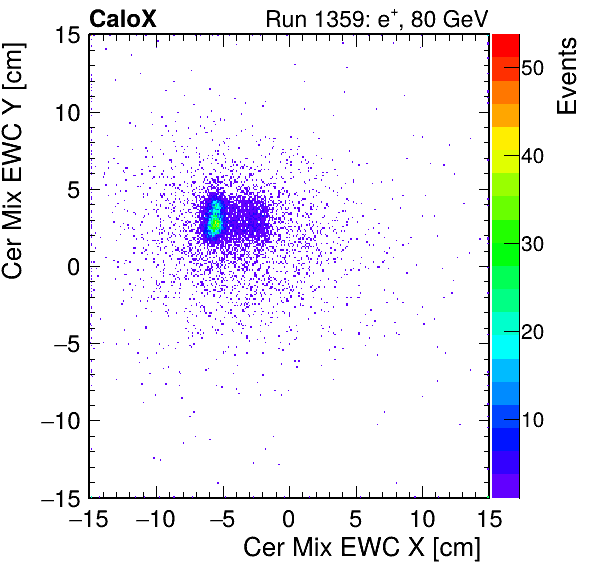 CaloX Run 1359: e+, 80 GeV
Cer Mix EWC Y [cm]
15
10
5
0
−5
−10
−15
−15 −10 −5 0 5 10 15
Cer Mix EWC X [cm]
Events
50
40
30
20
10